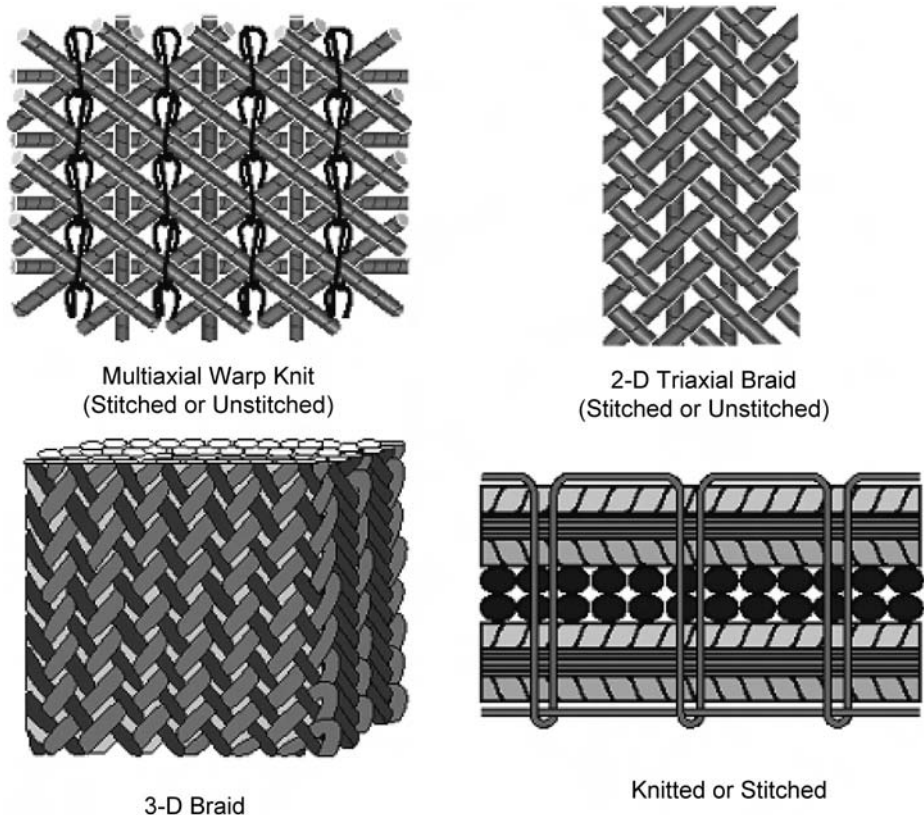 Multiaxial Warp Knit
(Stitched or Unstitched)
2-D Triaxial Braid
(Stitched or Unstitched)
3-D Braid
Knitted or Stitched